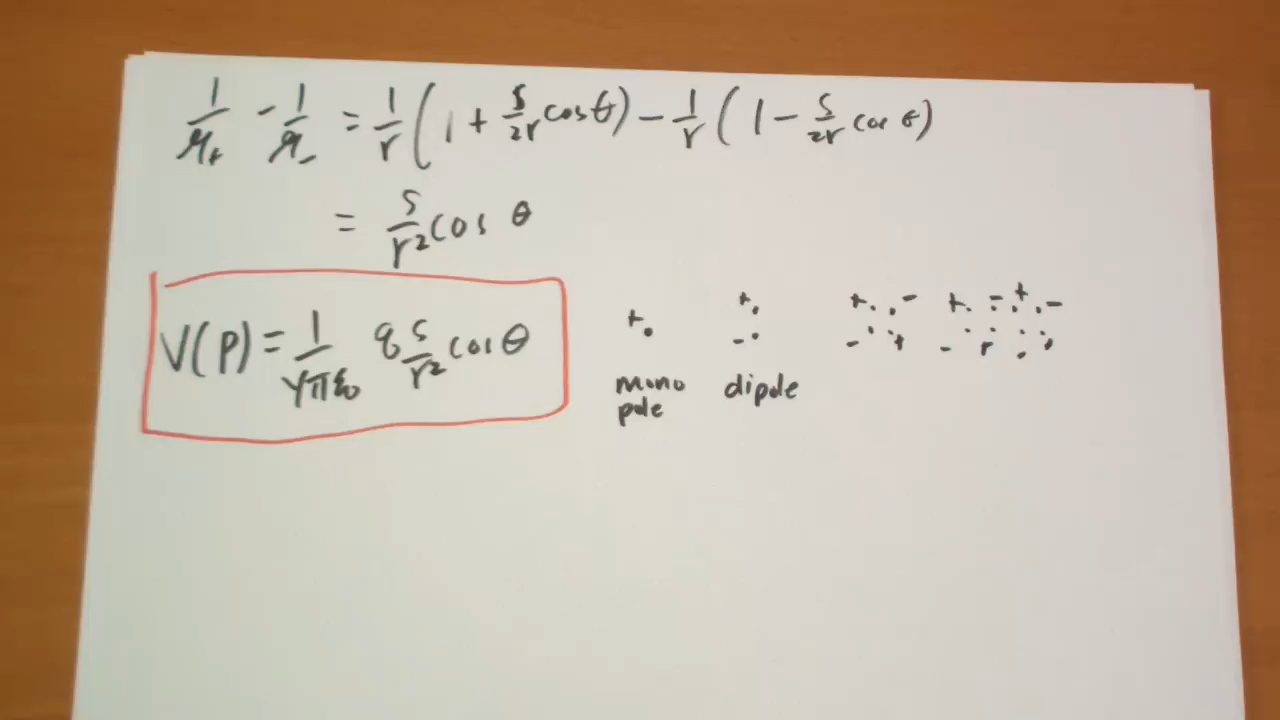 1/𝓇₊ - 1/𝓇₋ = 1/r (1 + s/2r cos θ) - 1/r (1 - s/2r cos θ)
= s/r² cos θ
V(P) = 1/4πε₀ q s/r² cos θ
+ + - + - + -
- - + - + - +
mono dipole
pole